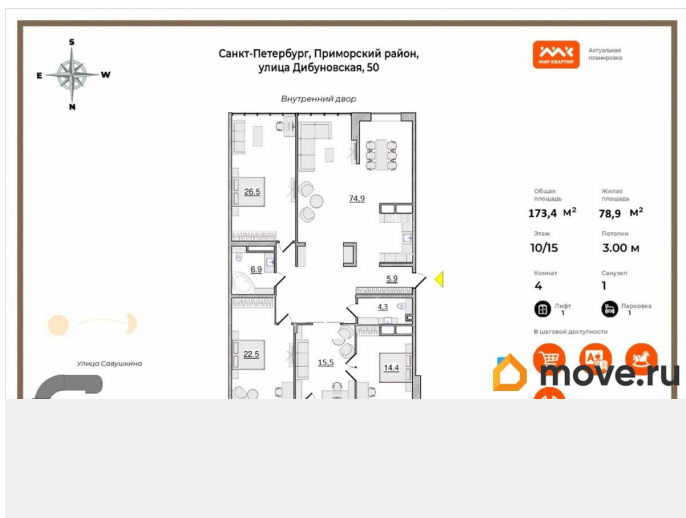 S
E
W
N
Санкт-Петербург, Приморский район,
улица Дибуновская, 50
Внутренний двор
МИР КВАРТИР
Актуальная
планировка
26.5
74,9
6.9
5.9
4.3
22.5
15,5
14.4
Улица Савушкина
Общая
площадь
Жилая
площадь
173,4 м²
78,9 м²
Этаж
Потолки
10/15
3.00 м
Комнат
Санузел
4
1
Лифт
1
Парковка
1
В шаговой доступности
move.ru